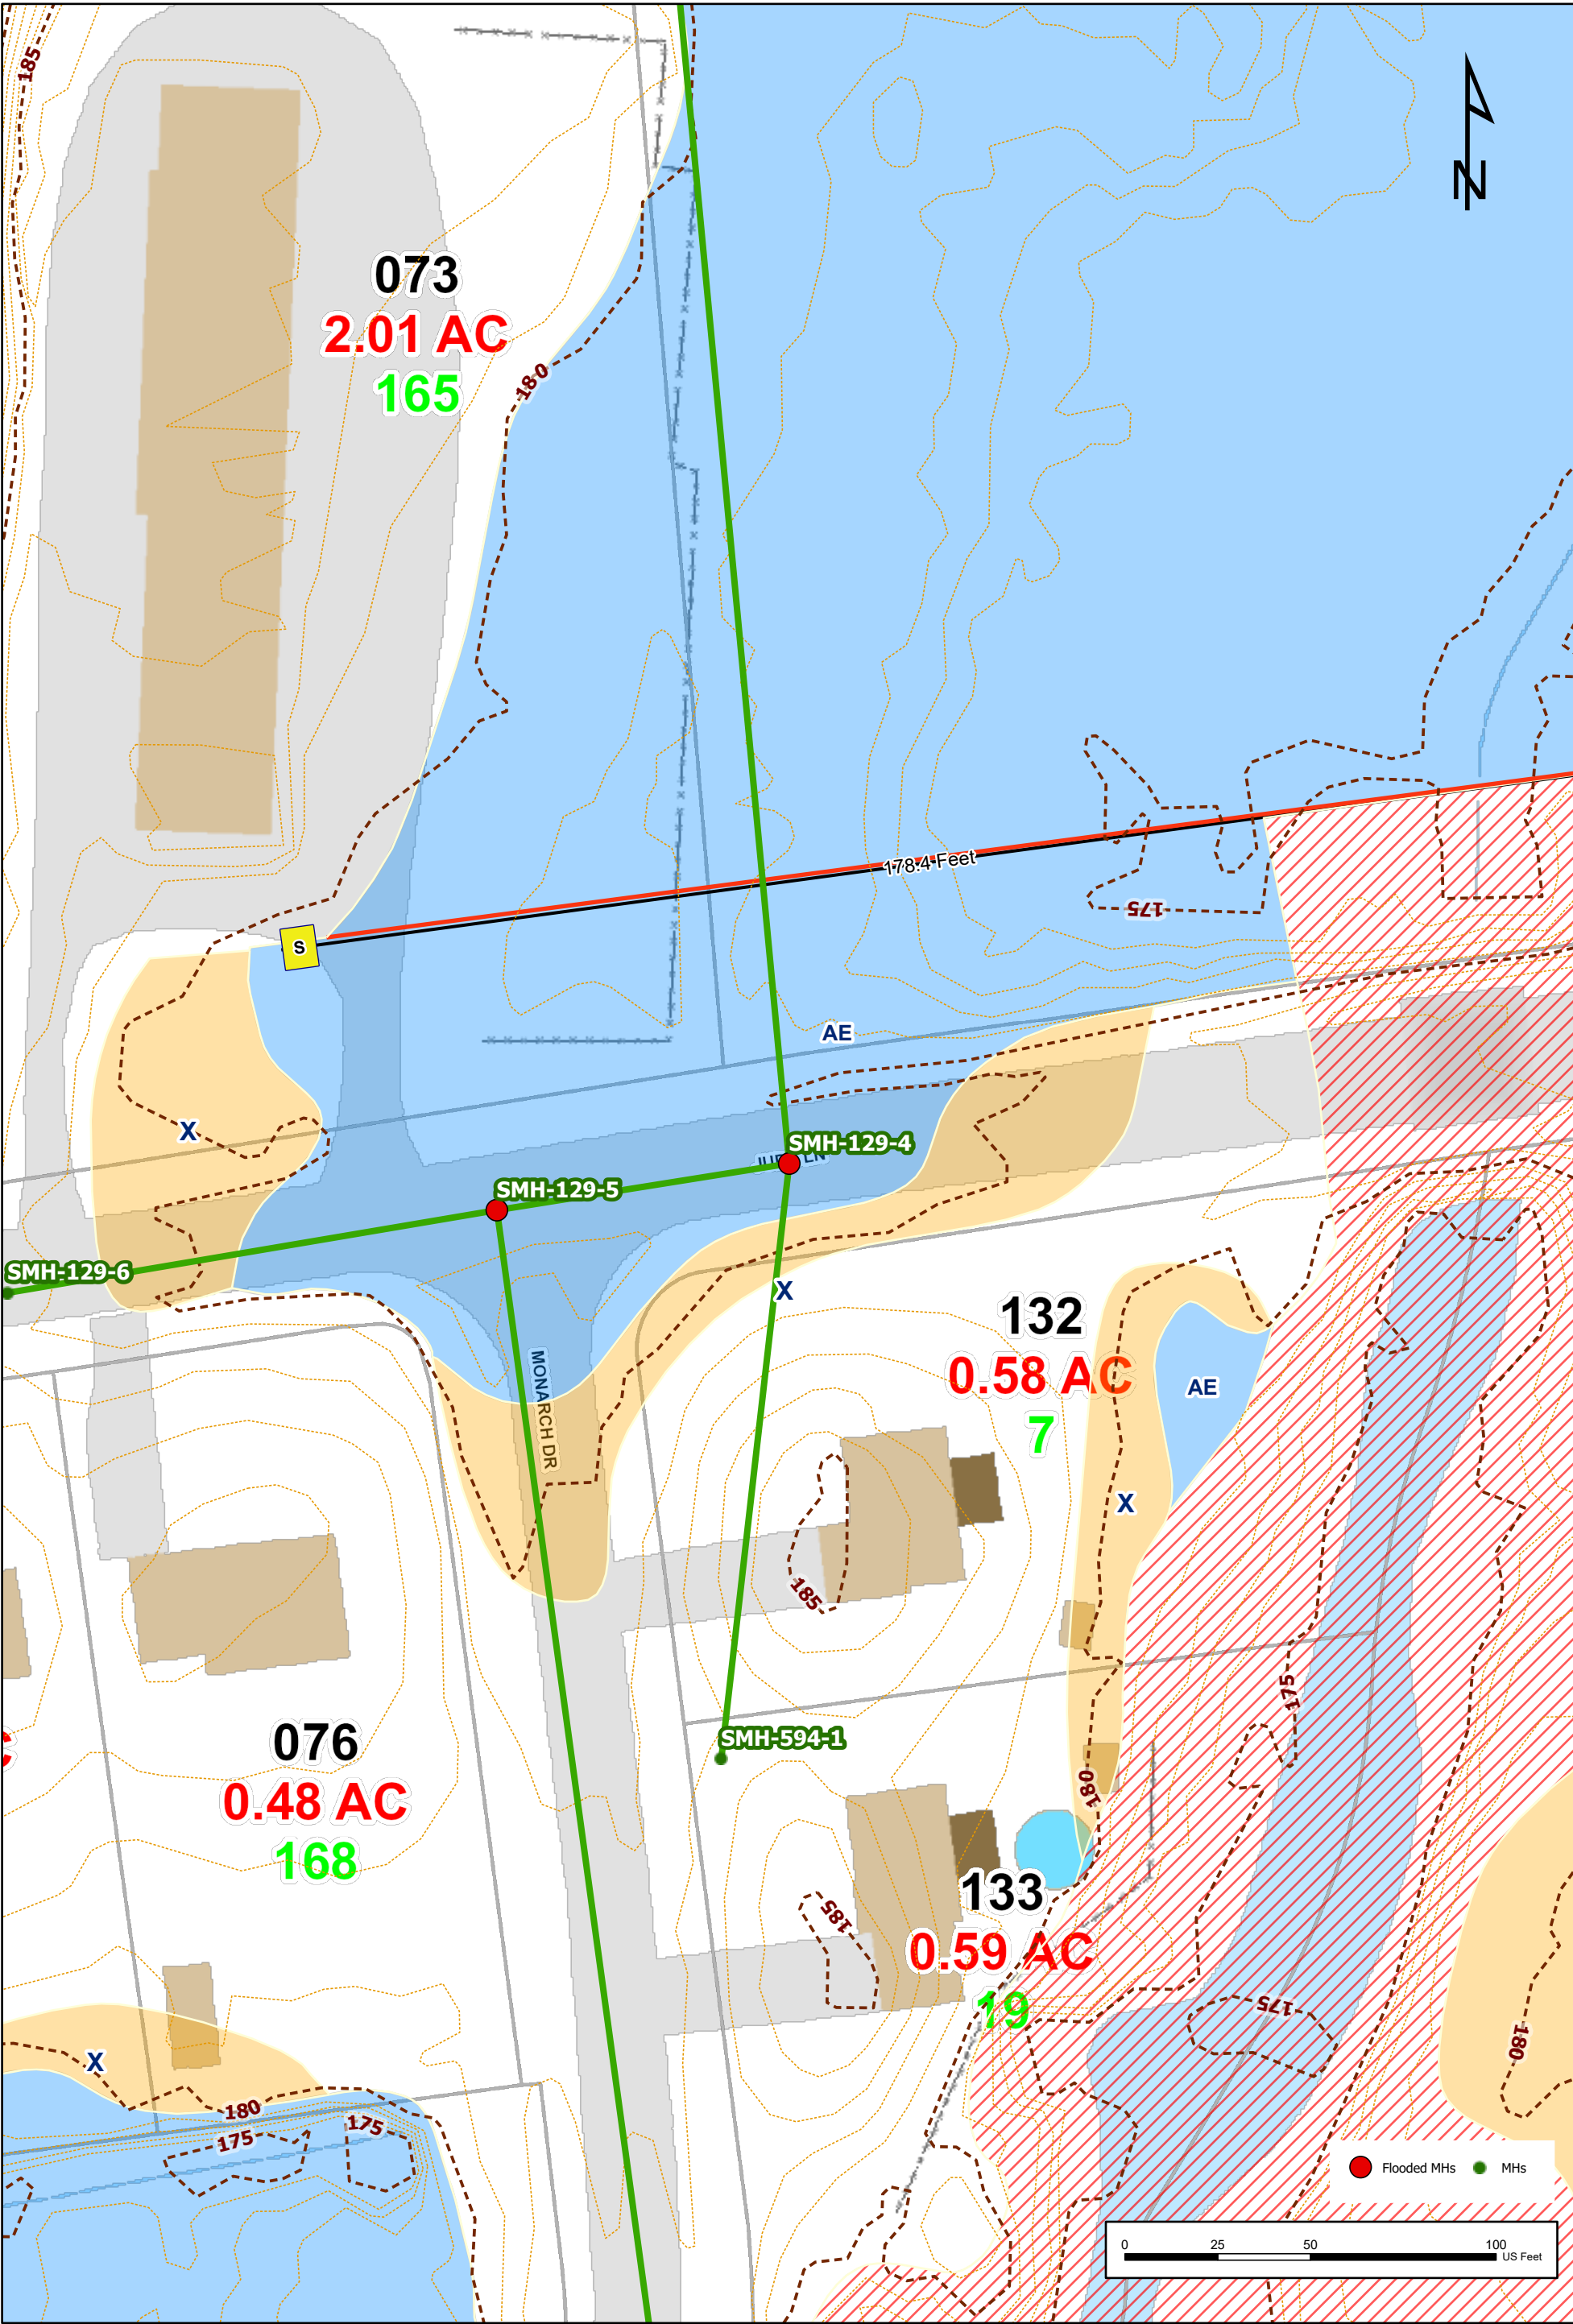 185
N
073
2.01 AC
165
180
178.4 Feet
175
S
AE
X
SMH-129-4
LN
SMH-129-5
SMH-129-6
X
132
0.58 AC
7
AE
MONARCH DR
X
185
175
SMH-594-1
076
0.48 AC
168
180
133
0.59 AC
19
185
175
180
X
180
175
175
Flooded MHs
MHs
0 25 50 100
US Feet